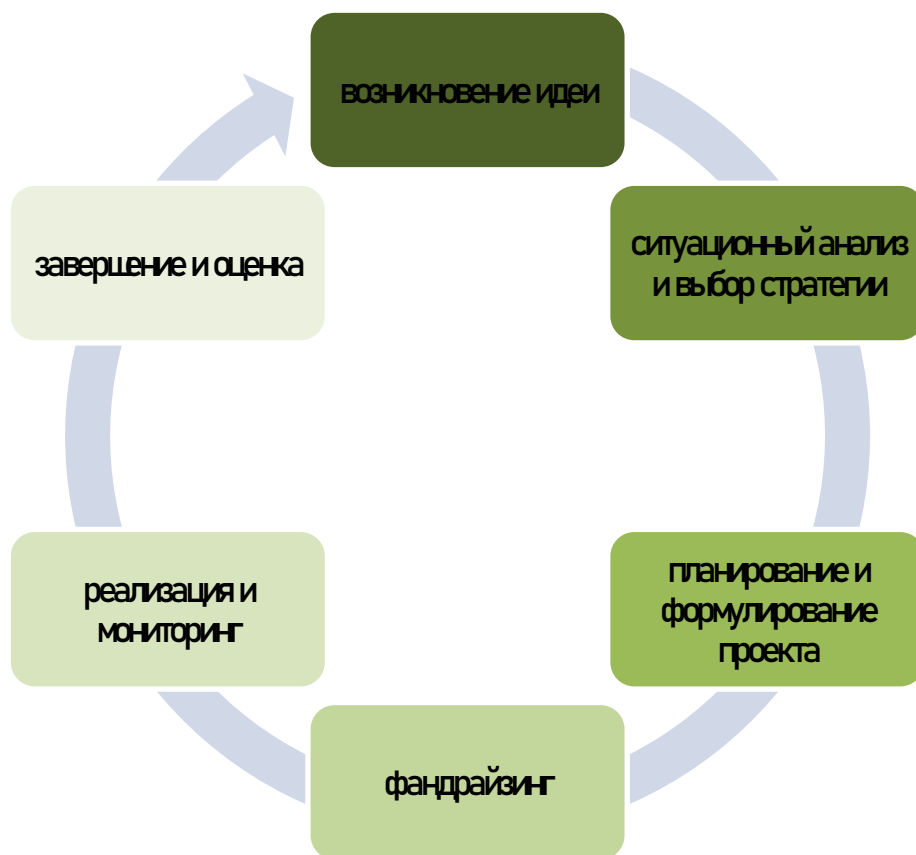 возникновение идеи
ситуационный анализ
и выбор стратегии
планирование и
формулирование
проекта
фандрайзинг
реализация и
мониторинг
завершение и оценка